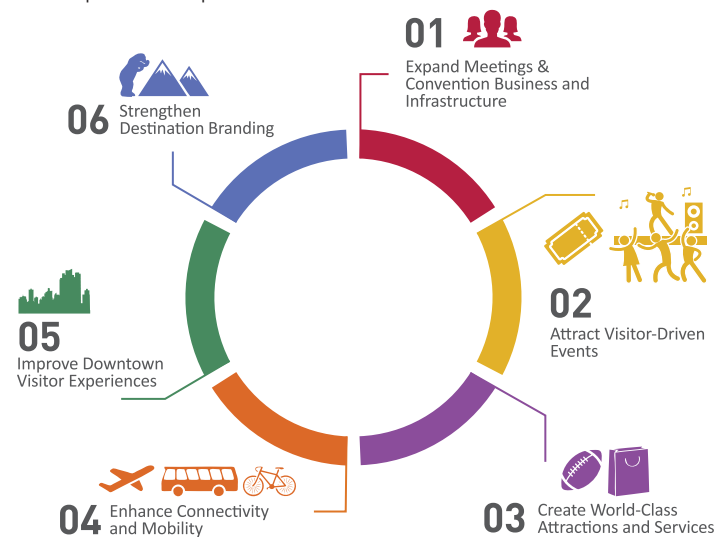 01
Expand Meetings &
Convention Business and
Infrastructure
02
Attract Visitor-Driven
Events
03
Create World-Class
Attractions and Services
04
Enhance Connectivity
and Mobility
05
Improve Downtown
Visitor Experiences
06
Strengthen
Destination Branding